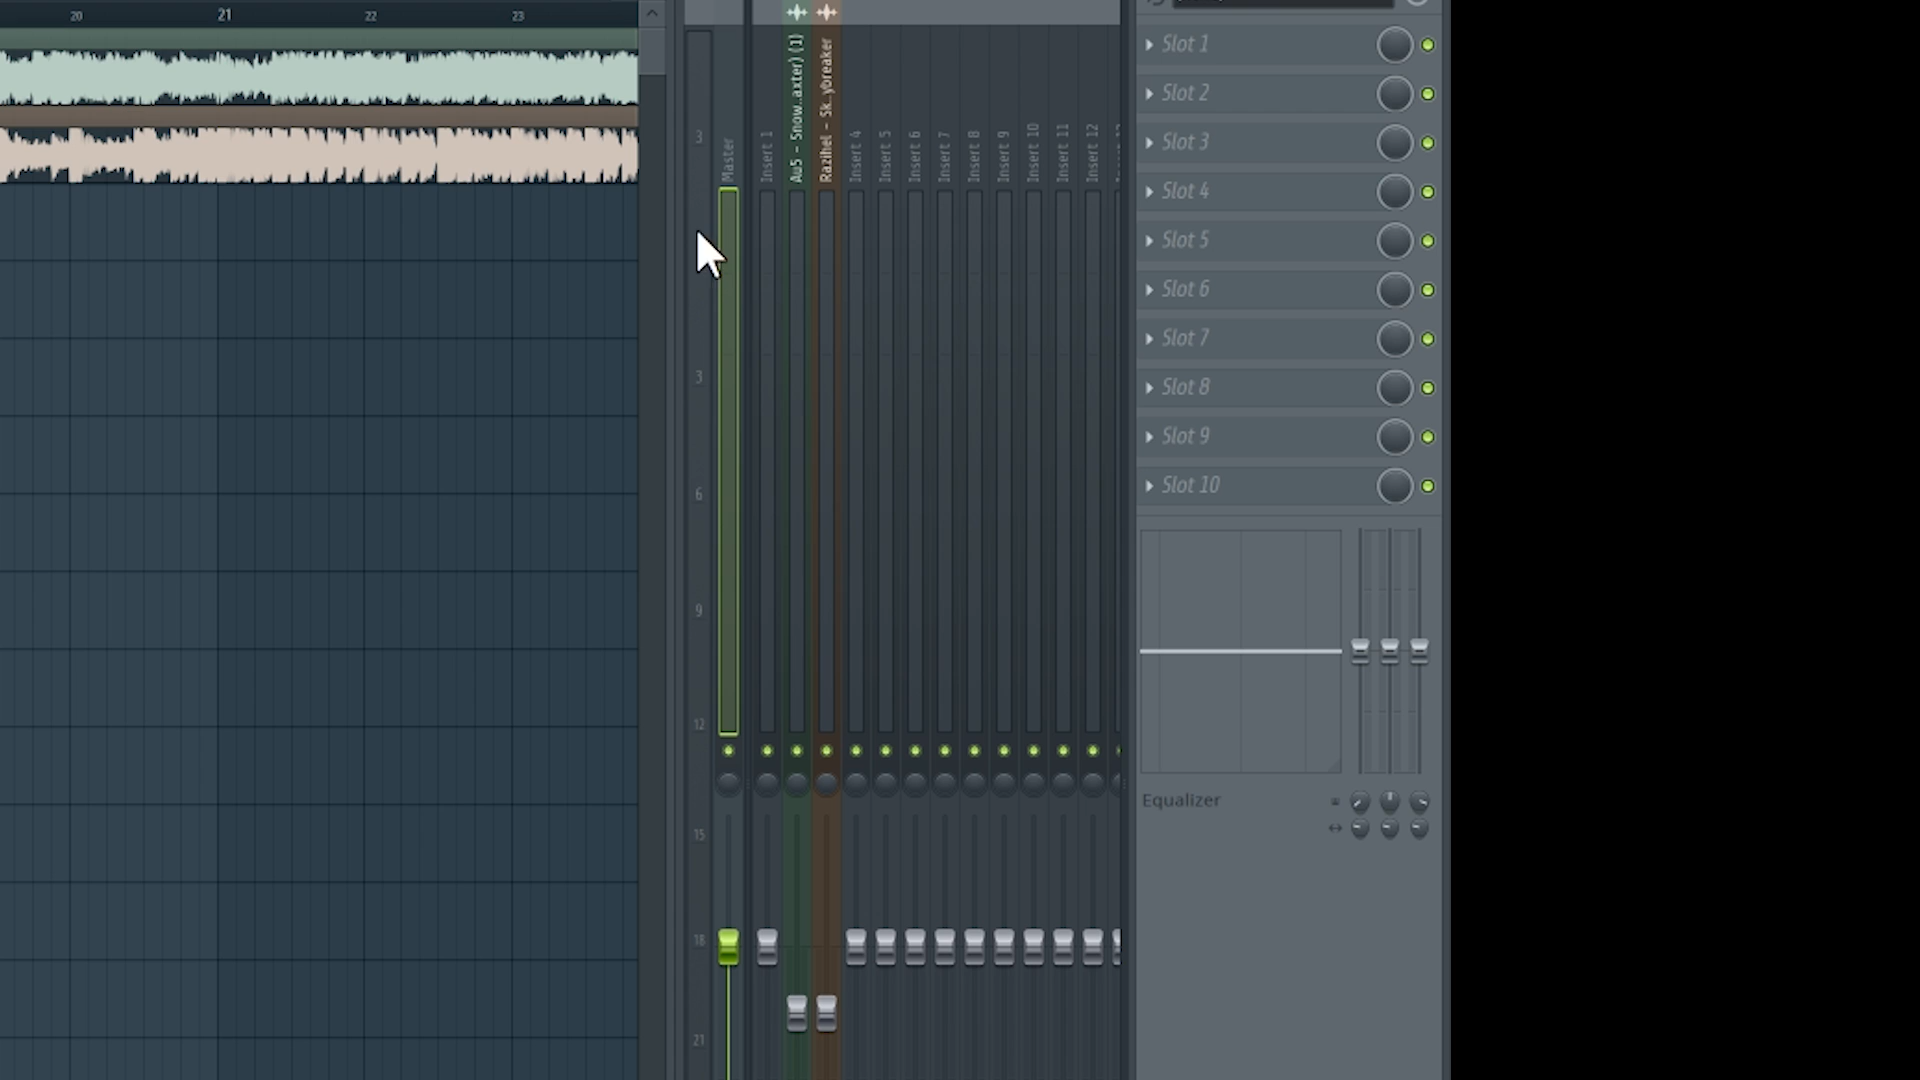 20 21 22 23
Master
Insert 1
Au5 - Snow..axter) (1)
Razihel - Sk..ybreaker
Insert 4
Insert 5
Insert 6
Insert 7
Insert 8
Insert 9
Insert 10
Insert 11
Insert 12
3
3
6
9
12
15
18
21
Slot 1
Slot 2
Slot 3
Slot 4
Slot 5
Slot 6
Slot 7
Slot 8
Slot 9
Slot 10
Equalizer